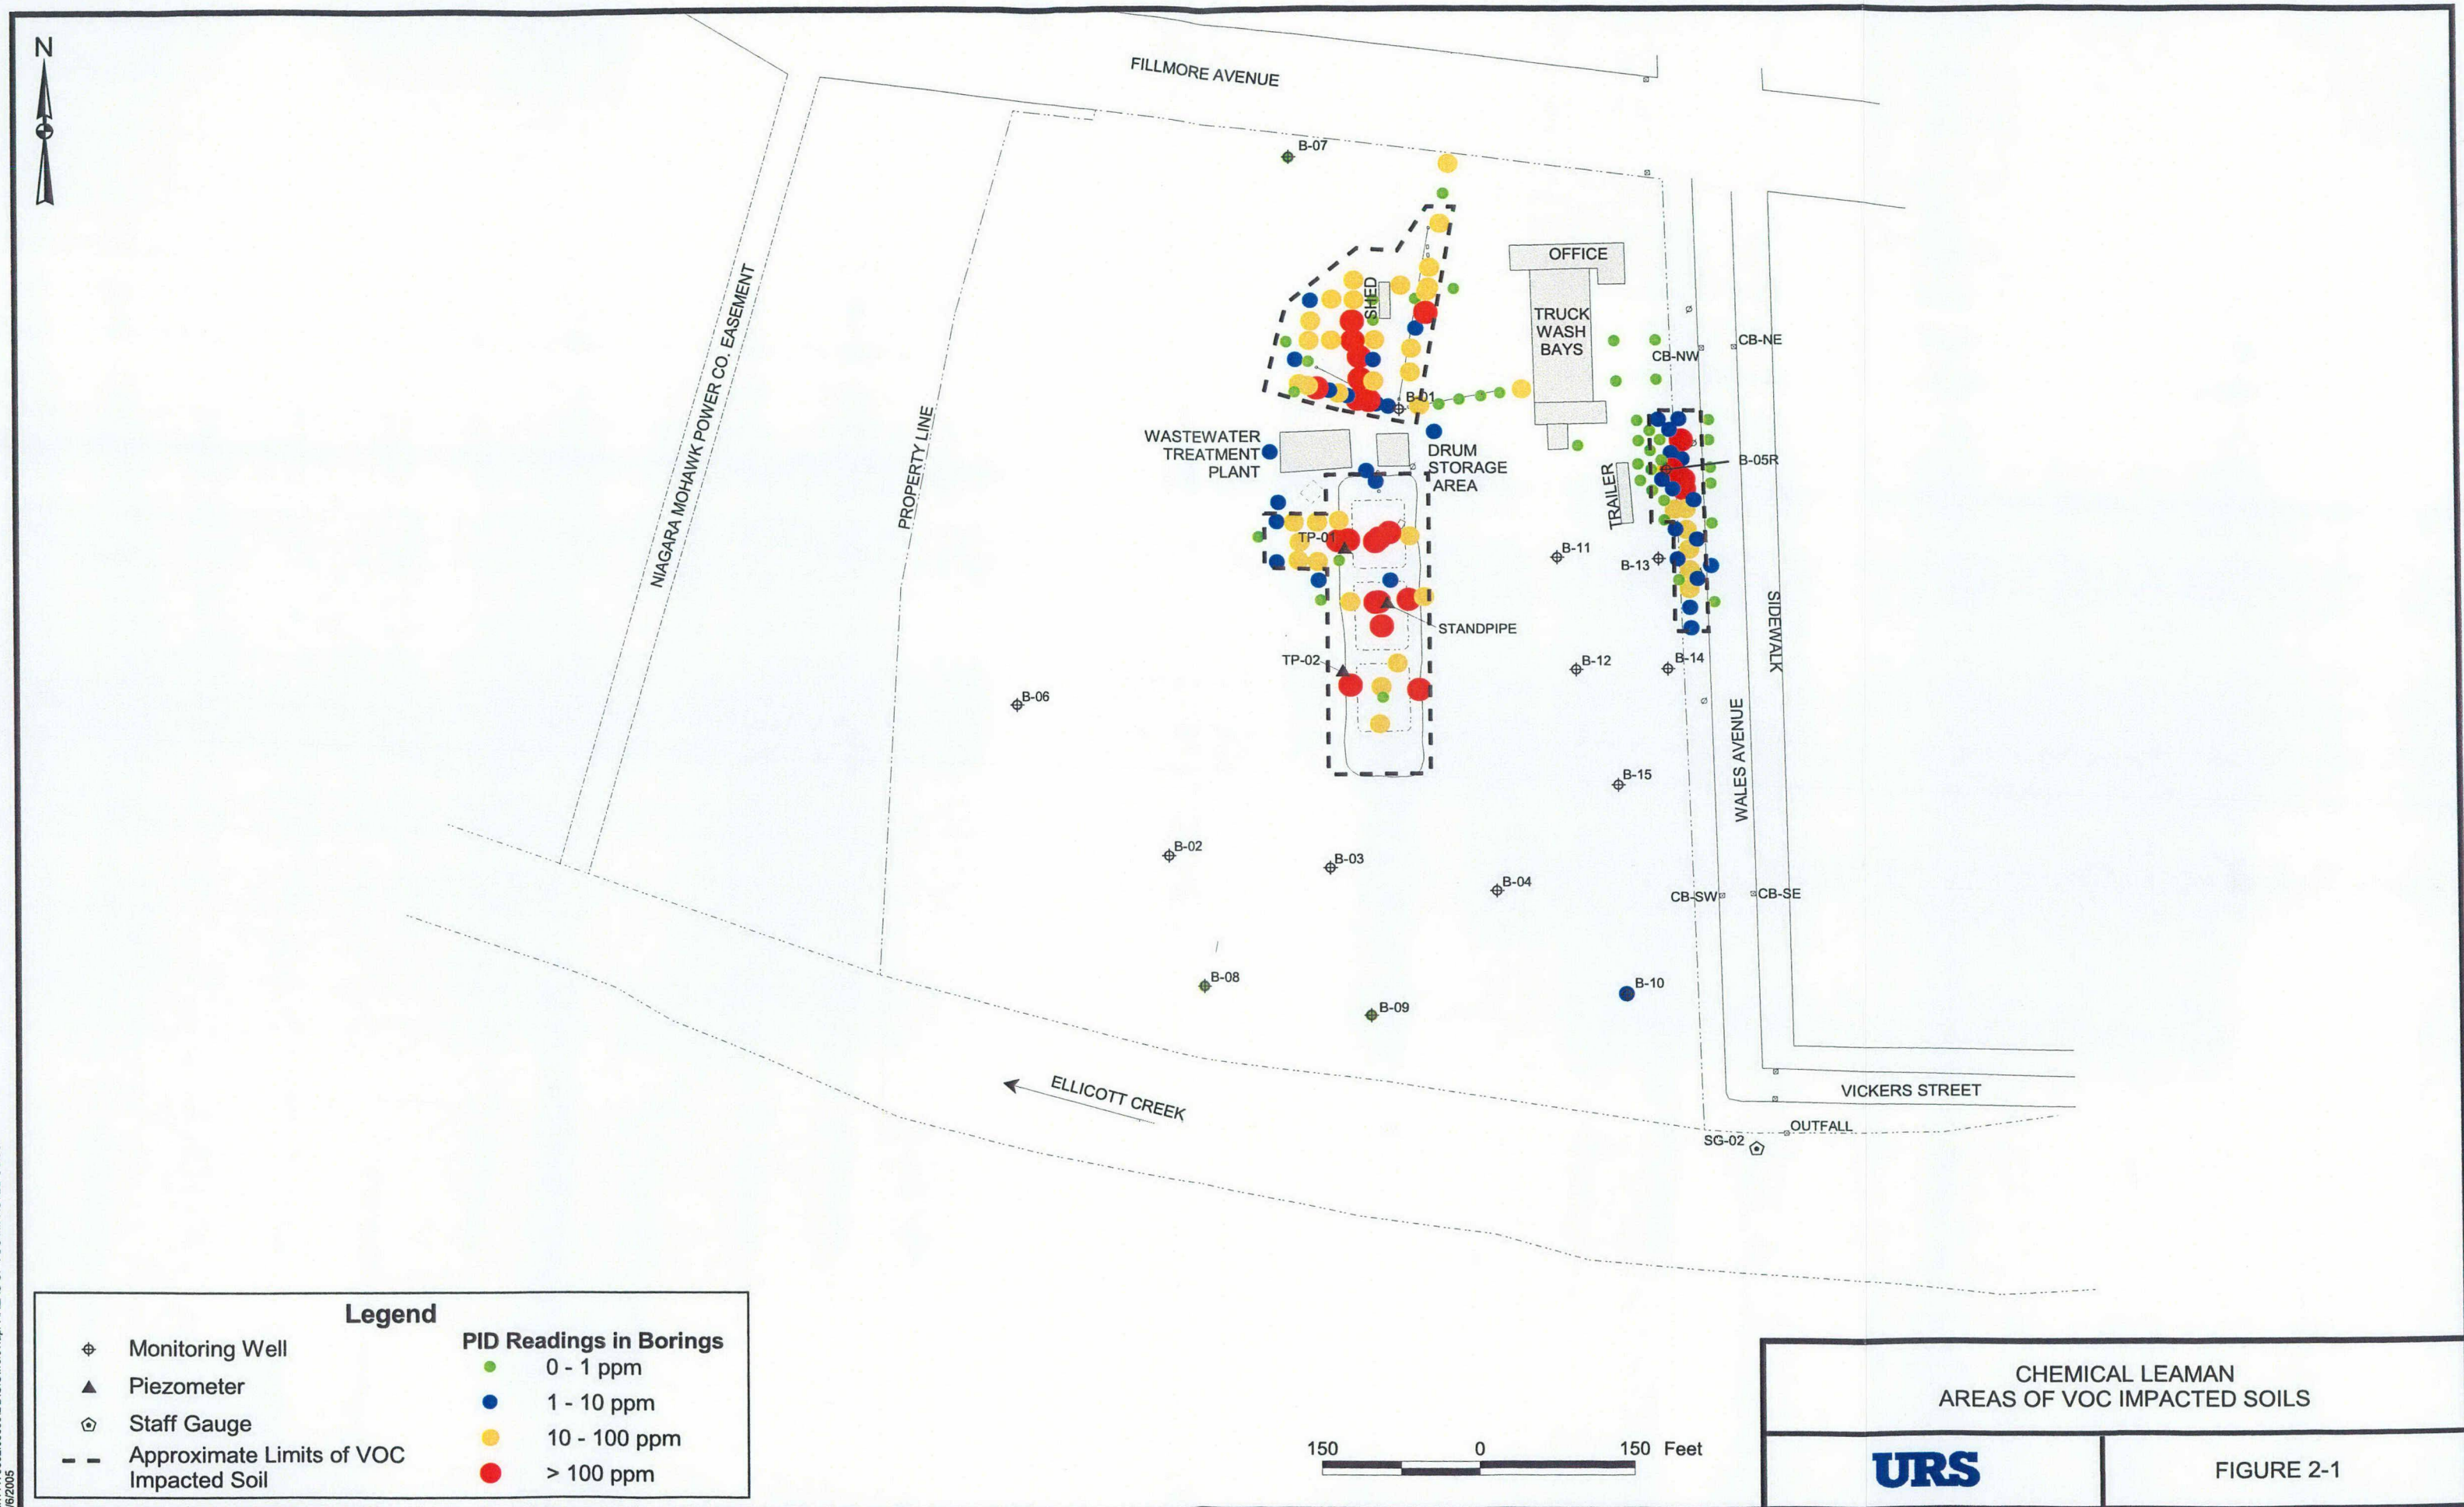 N
FILLMORE AVENUE
B-07
OFFICE
NIAGARA MOHAWK POWER CO. EASEMENT
SHED
TRUCK
WASH
BAYS
CB-NE
CB-NW
B-01
PROPERTY LINE
WASTEWATER
TREATMENT
PLANT
DRUM
STORAGE
AREA
B-05R
TRAILER
TP-01
B-11
B-13
SIDEWALK
STANDPIPE
TP-02
B-12
B-14
B-06
WALES AVENUE
B-15
B-02
B-03
B-04
CB-SW
CB-SE
B-08
B-10
B-09
ELLICOTT CREEK
VICKERS STREET
OUTFALL
SG-02
Legend
Monitoring Well
Piezometer
Staff Gauge
Approximate Limits of VOC
Impacted Soil
PID Readings in Borings
0 - 1 ppm
1 - 10 ppm
10 - 100 ppm
> 100 ppm
150 0 150 Feet
CHEMICAL LEAMAN
AREAS OF VOC IMPACTED SOILS
URS
FIGURE 2-1
/6/2005